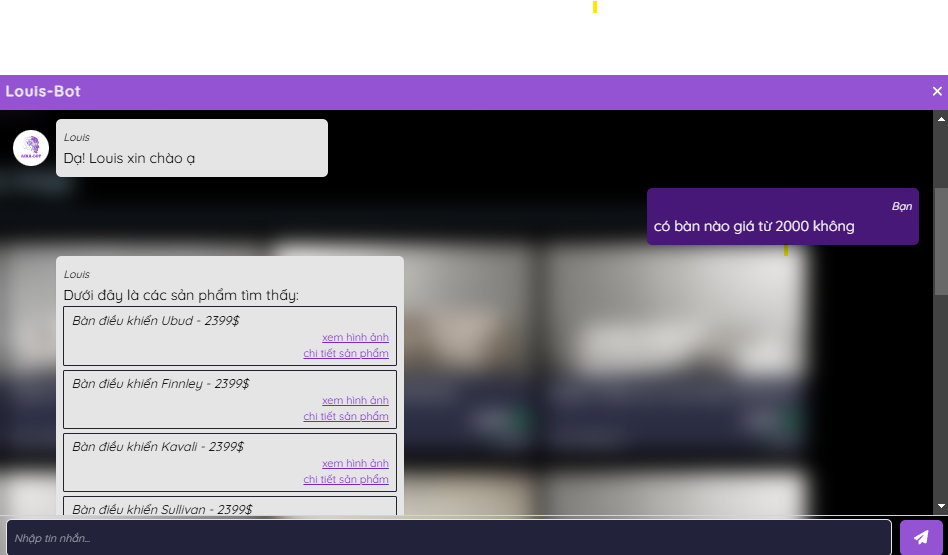 Louis-Bot
Louis
Dạ! Louis xin chào ạ
Bạn
có bàn nào giá từ 2000 không
Louis
Dưới đây là các sản phẩm tìm thấy:
Bàn điều khiển Ubud - 2399$
xem hình ảnh
chi tiết sản phẩm
Bàn điều khiển Finnley - 2399$
xem hình ảnh
chi tiết sản phẩm
Bàn điều khiển Kavali - 2399$
xem hình ảnh
chi tiết sản phẩm
Bàn điều khiển Sullivan - 2399$
Nhập tin nhắn...